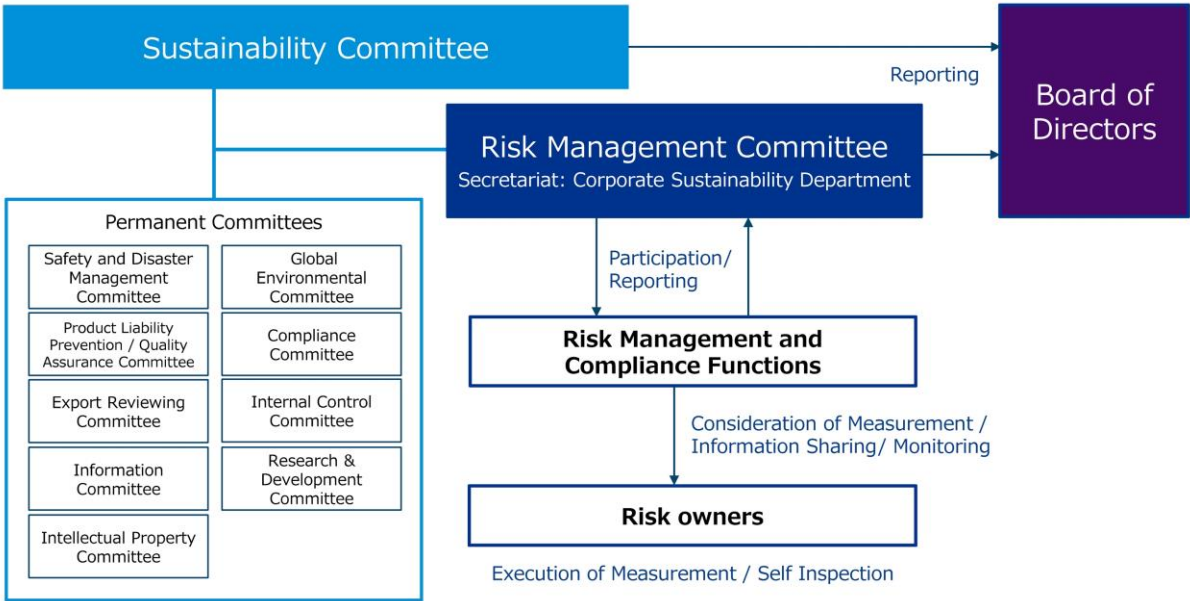 Sustainability Committee
Reporting
Board of
Directors
Risk Management Committee
Secretariat: Corporate Sustainability Department
Permanent Committees
Safety and Disaster
Management
Committee
Global
Environmental
Committee
Product Liability
Prevention / Quality
Assurance Committee
Compliance
Committee
Export Reviewing
Committee
Internal Control
Committee
Information
Committee
Research &
Development
Committee
Intellectual Property
Committee
Participation/
Reporting
Risk Management and
Compliance Functions
Consideration of Measurement /
Information Sharing/ Monitoring
Risk owners
Execution of Measurement / Self Inspection